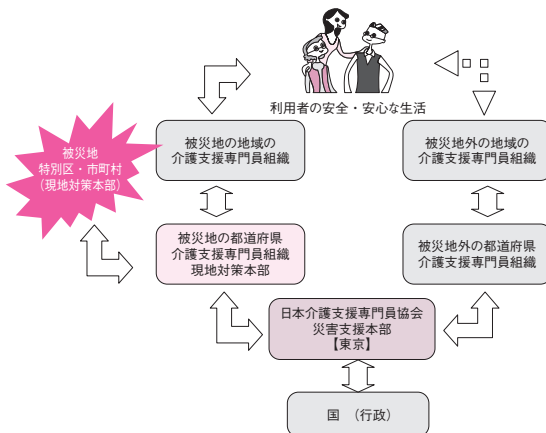 利用者の安全・安心な生活
被災地
特別区・市町村
(現地対策本部)
被災地の地域の
介護支援専門員組織
被災地外の地域の
介護支援専門員組織
被災地の都道府県
介護支援専門員組織
現地対策本部
被災地外の都道府県
介護支援専門員組織
日本介護支援専門員協会
災害支援本部
【東京】
国 (行政)